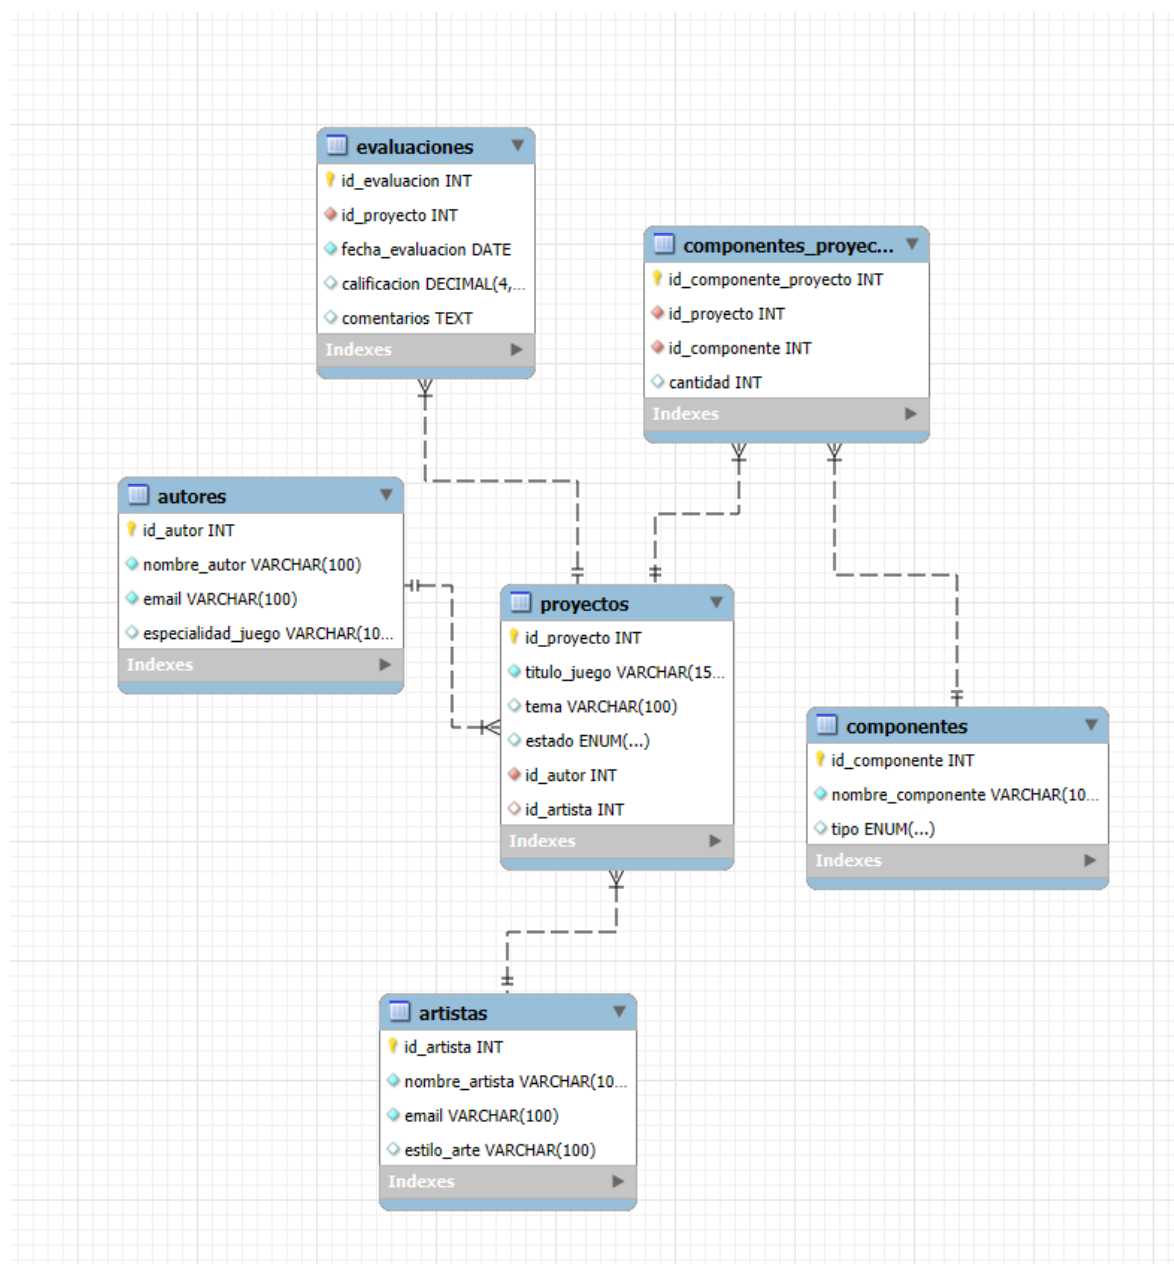 evaluaciones
id_evaluacion INT
id_proyecto INT
fecha_evaluacion DATE
calificacion DECIMAL(4,...
comentarios TEXT
Indexes
componentes_proyec...
id_componente_proyecto INT
id_proyecto INT
id_componente INT
cantidad INT
Indexes
autores
id_autor INT
nombre_autor VARCHAR(100)
email VARCHAR(100)
especialidad_juego VARCHAR(10...
Indexes
proyectos
id_proyecto INT
titulo_juego VARCHAR(15...
tema VARCHAR(100)
estado ENUM(...)
id_autor INT
id_artista INT
Indexes
componentes
id_componente INT
nombre_componente VARCHAR(10...
tipo ENUM(...)
Indexes
artistas
id_artista INT
nombre_artista VARCHAR(10...
email VARCHAR(100)
estilo_arte VARCHAR(100)
Indexes